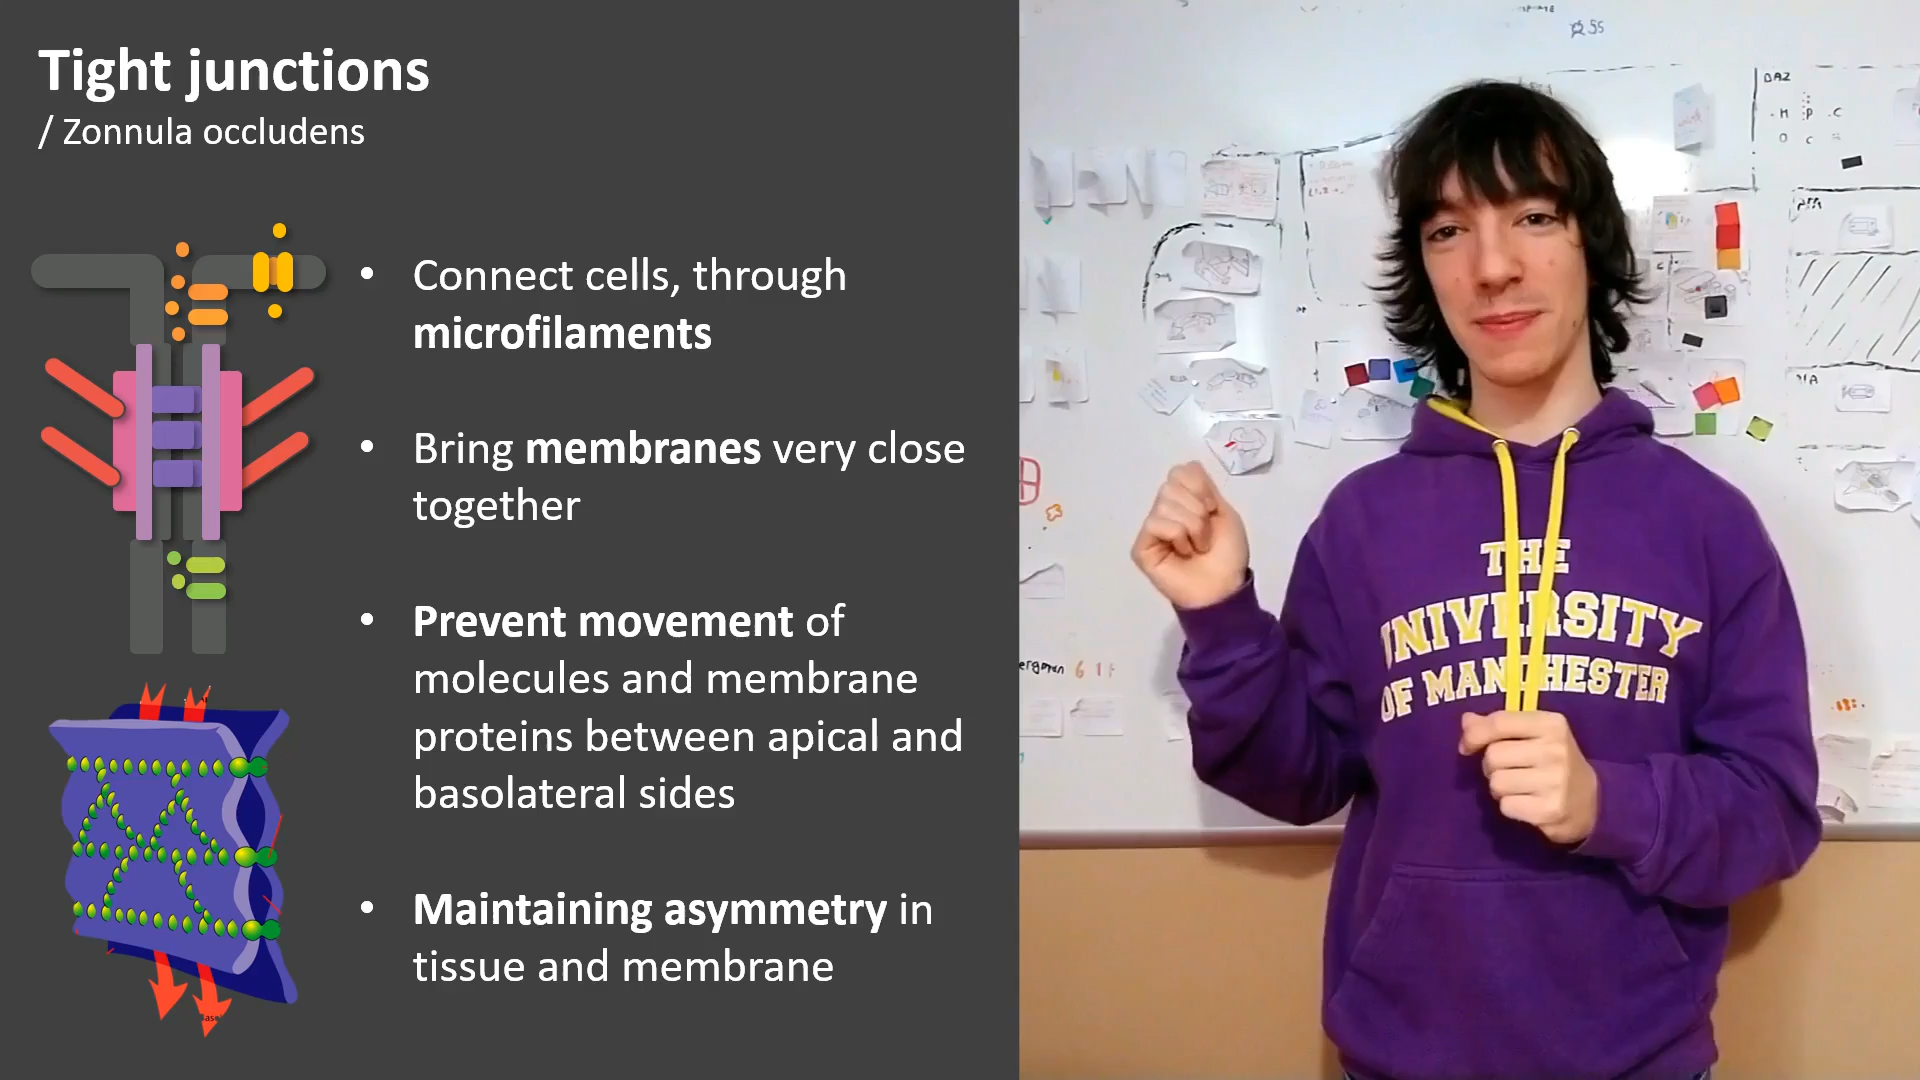 Tight junctions
/ Zonnula occludens
• Connect cells, through
microfilaments
• Bring membranes very close
together
• Prevent movement of
molecules and membrane
proteins between apical and
basolateral sides
• Maintaining asymmetry in
tissue and membrane
THE
UNIVERSITY
OF MANCHESTER